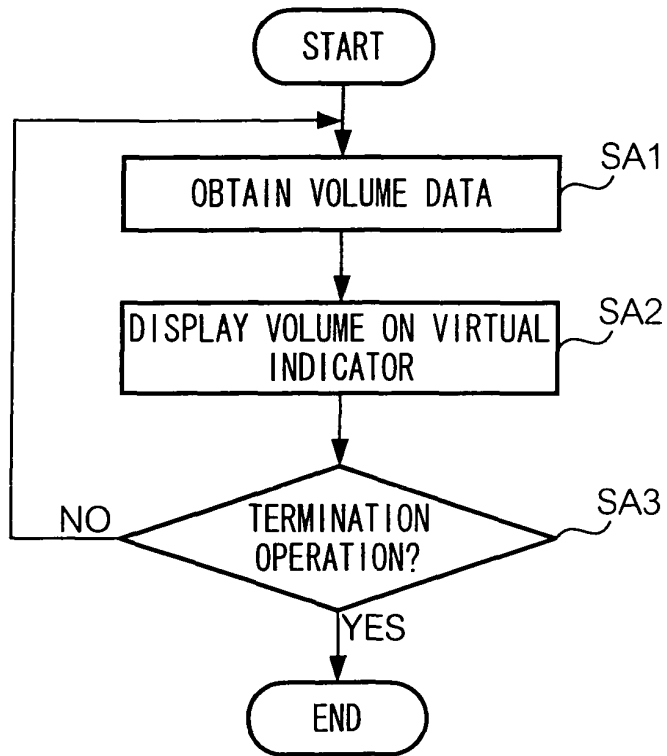 START
OBTAIN VOLUME DATA
SA1
DISPLAY VOLUME ON VIRTUAL
INDICATOR
SA2
TERMINATION
OPERATION?
SA3
NO
YES
END